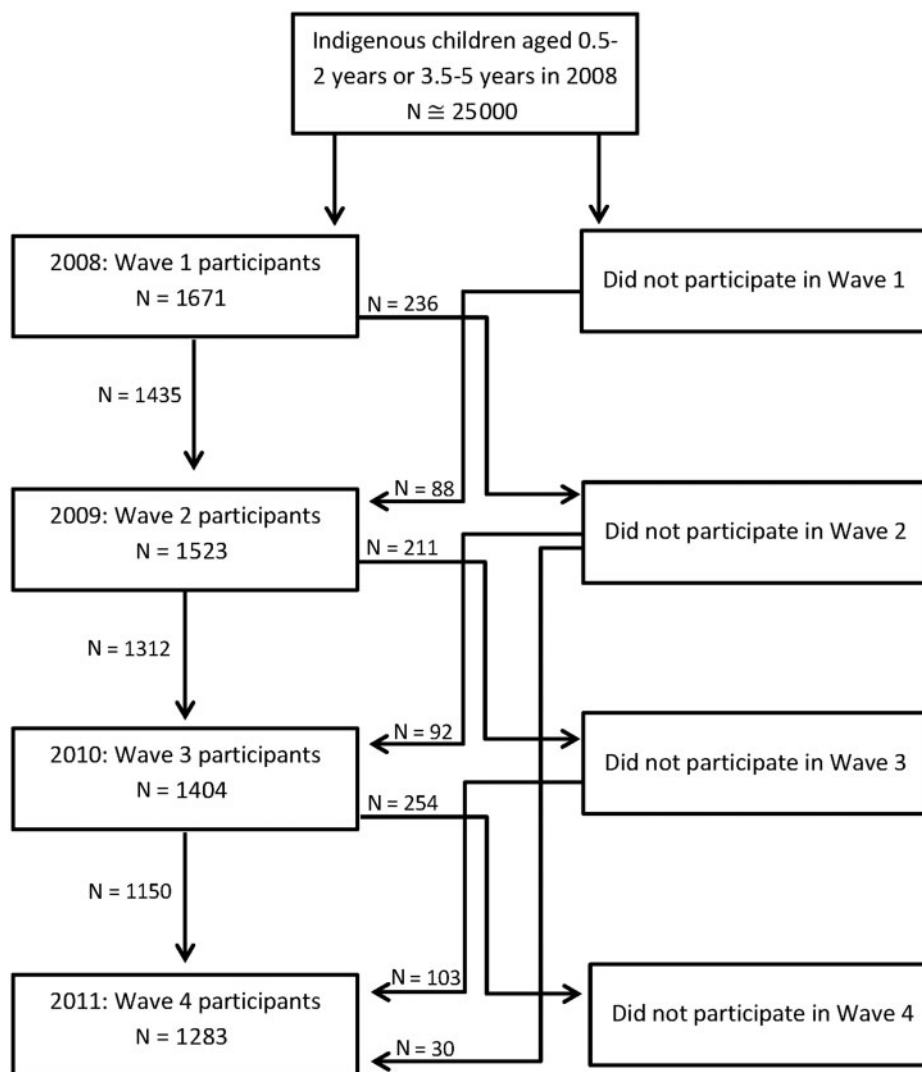 Indigenous children aged 0.5-
2 years or 3.5-5 years in 2008
N ≅ 25000
2008: Wave 1 participants
N = 1671
Did not participate in Wave 1
N = 236
N = 1435
N = 88
2009: Wave 2 participants
N = 1523
Did not participate in Wave 2
N = 211
N = 1312
N = 92
2010: Wave 3 participants
N = 1404
Did not participate in Wave 3
N = 254
N = 1150
N = 103
2011: Wave 4 participants
N = 1283
Did not participate in Wave 4
N = 30